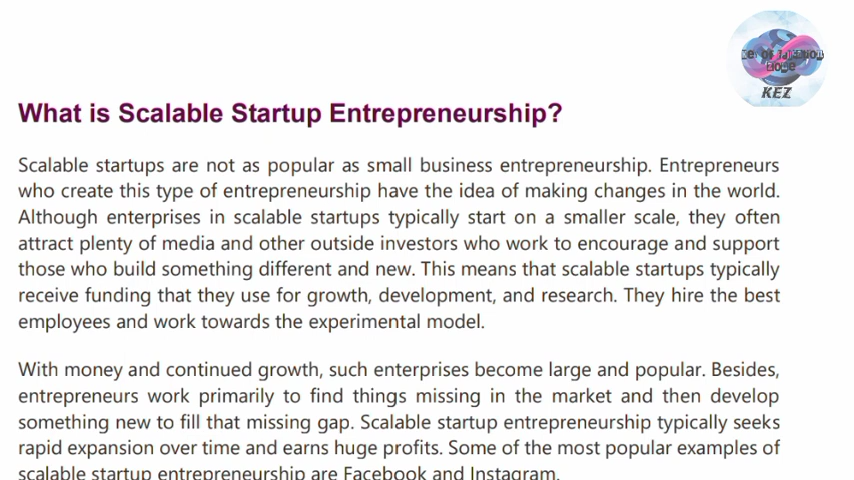 KEZ
What is Scalable Startup Entrepreneurship?
Scalable startups are not as popular as small business entrepreneurship. Entrepreneurs
who create this type of entrepreneurship have the idea of making changes in the world.
Although enterprises in scalable startups typically start on a smaller scale, they often
attract plenty of media and other outside investors who work to encourage and support
those who build something different and new. This means that scalable startups typically
receive funding that they use for growth, development, and research. They hire the best
employees and work towards the experimental model.
With money and continued growth, such enterprises become large and popular. Besides,
entrepreneurs work primarily to find things missing in the market and then develop
something new to fill that missing gap. Scalable startup entrepreneurship typically seeks
rapid expansion over time and earns huge profits. Some of the most popular examples of
scalable startup entrepreneurship are Facebook and Instagram.